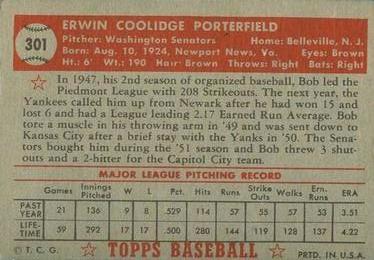 301
ERWIN COOLIDGE PORTERFIELD
Pitcher: Washington Senators Home: Belleville, N. J.
Born: Aug. 10, 1924, Newport News, Va. Eyes: Brown
Ht.: 6' Wt.: 190 Hair: Brown Throws: Right Bats: Right
In 1947, his 2nd season of organized baseball, Bob led the
Piedmont League with 208 Strikeouts. The next year, the
Yankees called him up from Newark after he had won 15 and
lost 6 and had a League leading 2.17 Earned Run Average. Bob
tore a muscle in his throwing arm in '49 and was sent down to
Kansas City after a brief stay with the Yanks in '50. The Sena-
tors bought him during the '51 season and Bob threw 3 shut-
outs and a 2-hitter for the Capitol City team.
MAJOR LEAGUE PITCHING RECORD
Games Innings Pitched W L Pct. Hits Runs Strike Outs Walks Ern. Runs ERA
PAST YEAR 21 136 9 8 .529 114 57 55 57 53 3.51
LIFE-TIME 59 292 17 17 .500 280 144 128 137 137 4.22
© T. C. G. TOPPS BASEBALL PRTD. IN U.S.A.